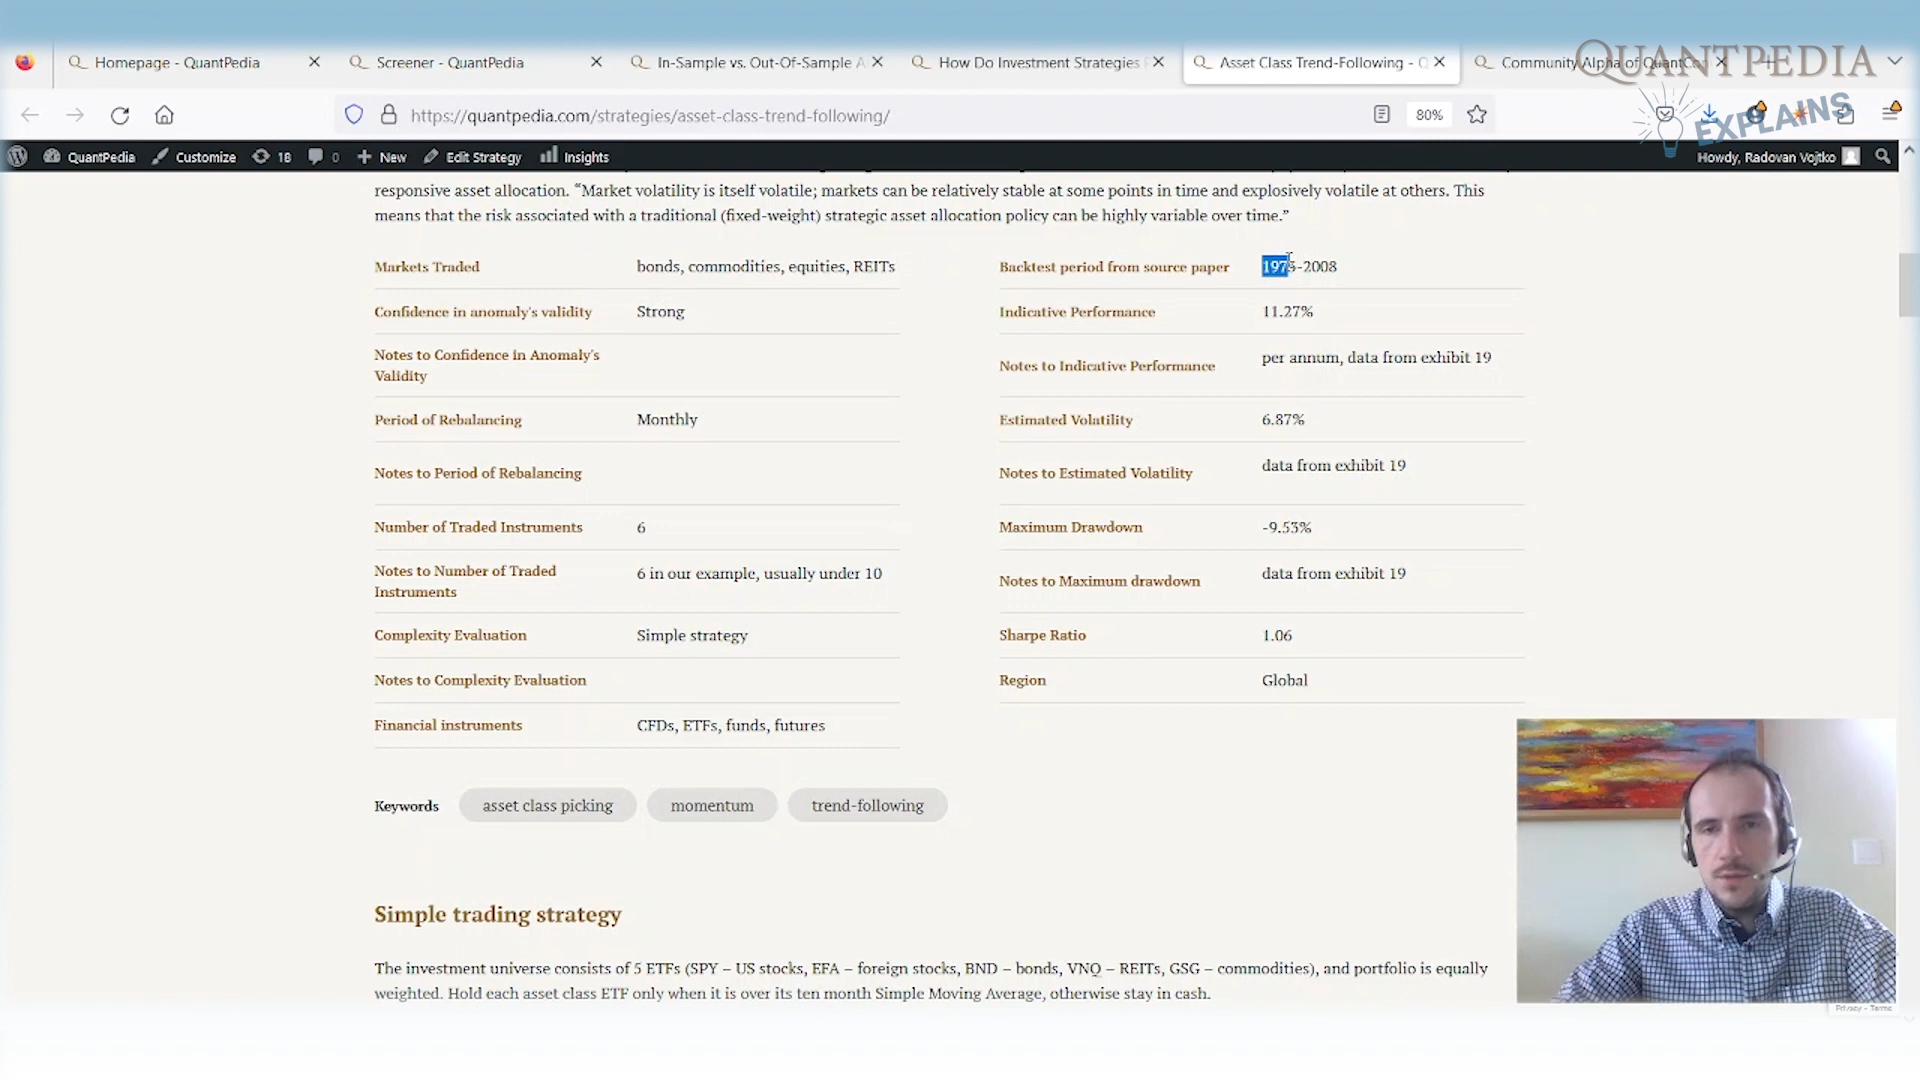 Homepage - QuantPedia
Screener - QuantPedia
In-Sample vs. Out-Of-Sample A
How Do Investment Strategies P
Asset Class Trend-Following - Q
Community Alpha of QuantCon
QUANTPEDIA
EXPLAINS
https://quantpedia.com/strategies/asset-class-trend-following/
80%
QuantPedia
Customize
18
0
New
Edit Strategy
Insights
Howdy, Radovan Vojtko
responsive asset allocation. “Market volatility is itself volatile; markets can be relatively stable at some points in time and explosively volatile at others. This
means that the risk associated with a traditional (fixed-weight) strategic asset allocation policy can be highly variable over time.”
Markets Traded bonds, commodities, equities, REITs
Confidence in anomaly's validity Strong
Notes to Confidence in Anomaly's
Validity
Period of Rebalancing Monthly
Notes to Period of Rebalancing
Number of Traded Instruments 6
Notes to Number of Traded 6 in our example, usually under 10
Instruments
Complexity Evaluation Simple strategy
Notes to Complexity Evaluation
Financial instruments CFDs, ETFs, funds, futures
Backtest period from source paper
Indicative Performance 11.27%
Notes to Indicative Performance per annum, data from exhibit 19
Estimated Volatility 6.87%
Notes to Estimated Volatility data from exhibit 19
Maximum Drawdown -9.53%
Notes to Maximum drawdown data from exhibit 19
Sharpe Ratio 1.06
Region Global
Keywords asset class picking momentum trend-following
Simple trading strategy
The investment universe consists of 5 ETFs (SPY – US stocks, EFA – foreign stocks, BND – bonds, VNQ – REITs, GSG – commodities), and portfolio is equally
weighted. Hold each asset class ETF only when it is over its ten month Simple Moving Average, otherwise stay in cash.
Privacy - Terms